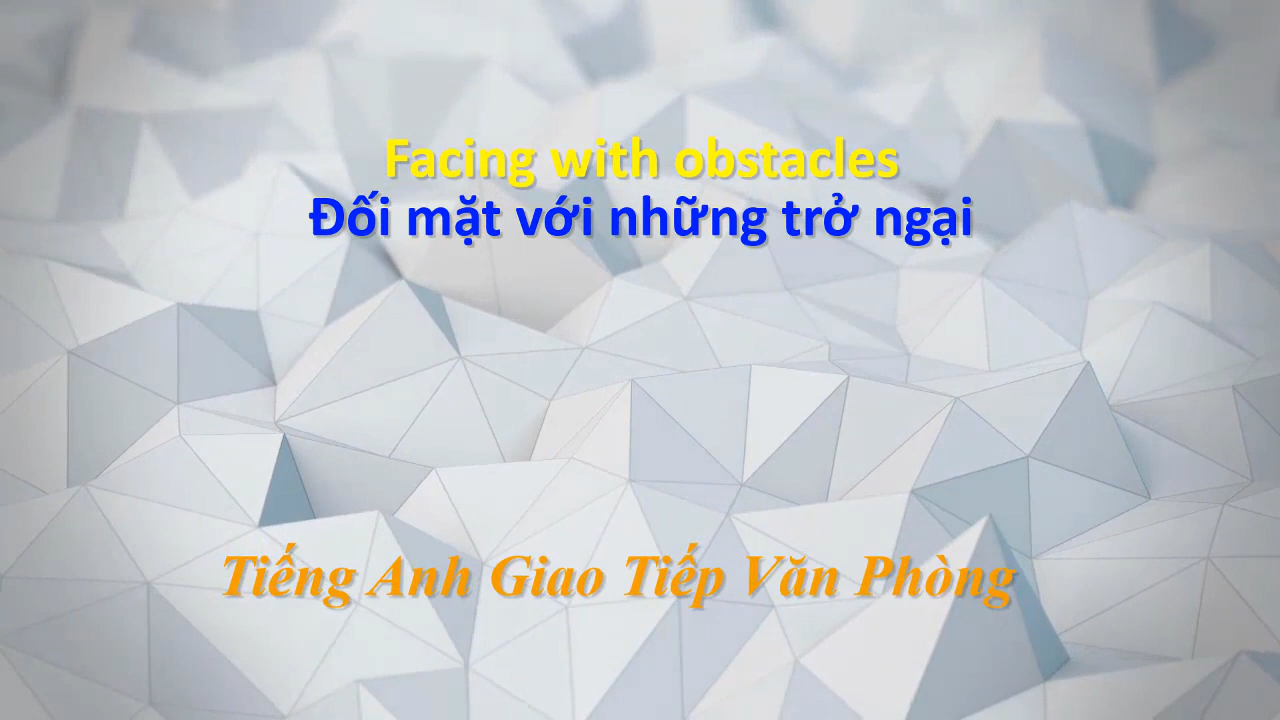 Facing with obstacles
Đối mặt với những trở ngại
Tiếng Anh Giao Tiếp Văn Phòng